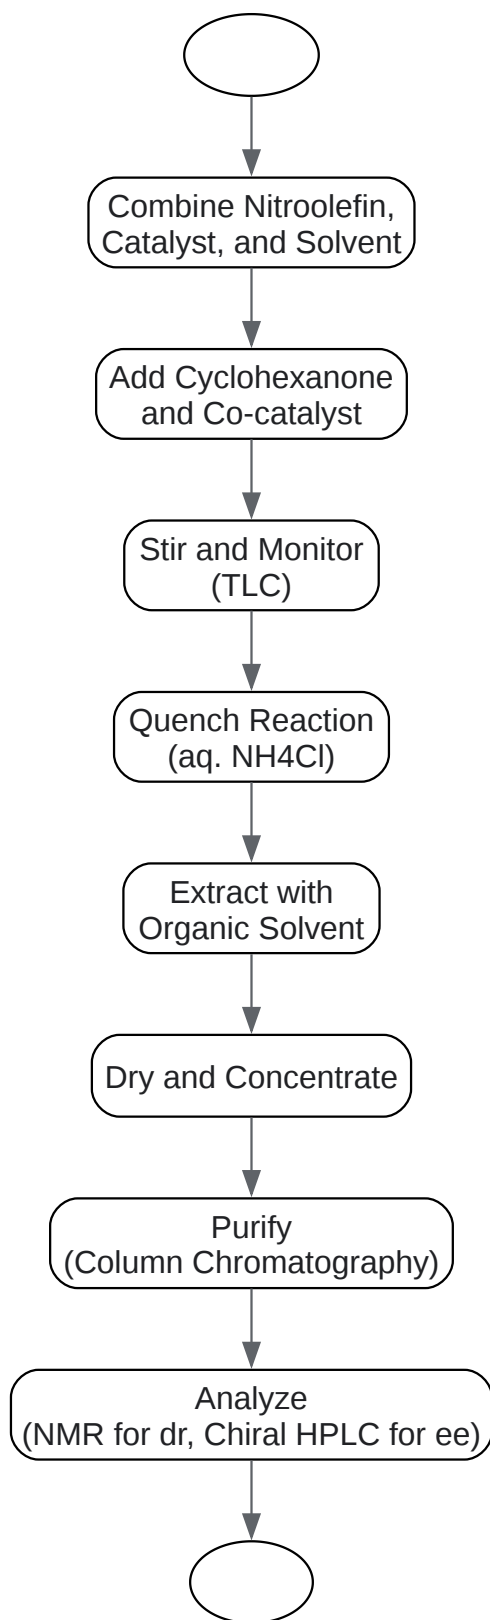 Combine Nitroolefin,
Catalyst, and Solvent
Add Cyclohexanone
and Co-catalyst
Stir and Monitor
(TLC)
Quench Reaction
(aq. NH4Cl)
Extract with
Organic Solvent
Dry and Concentrate
Purify
(Column Chromatography)
Analyze
(NMR for dr, Chiral HPLC for ee)